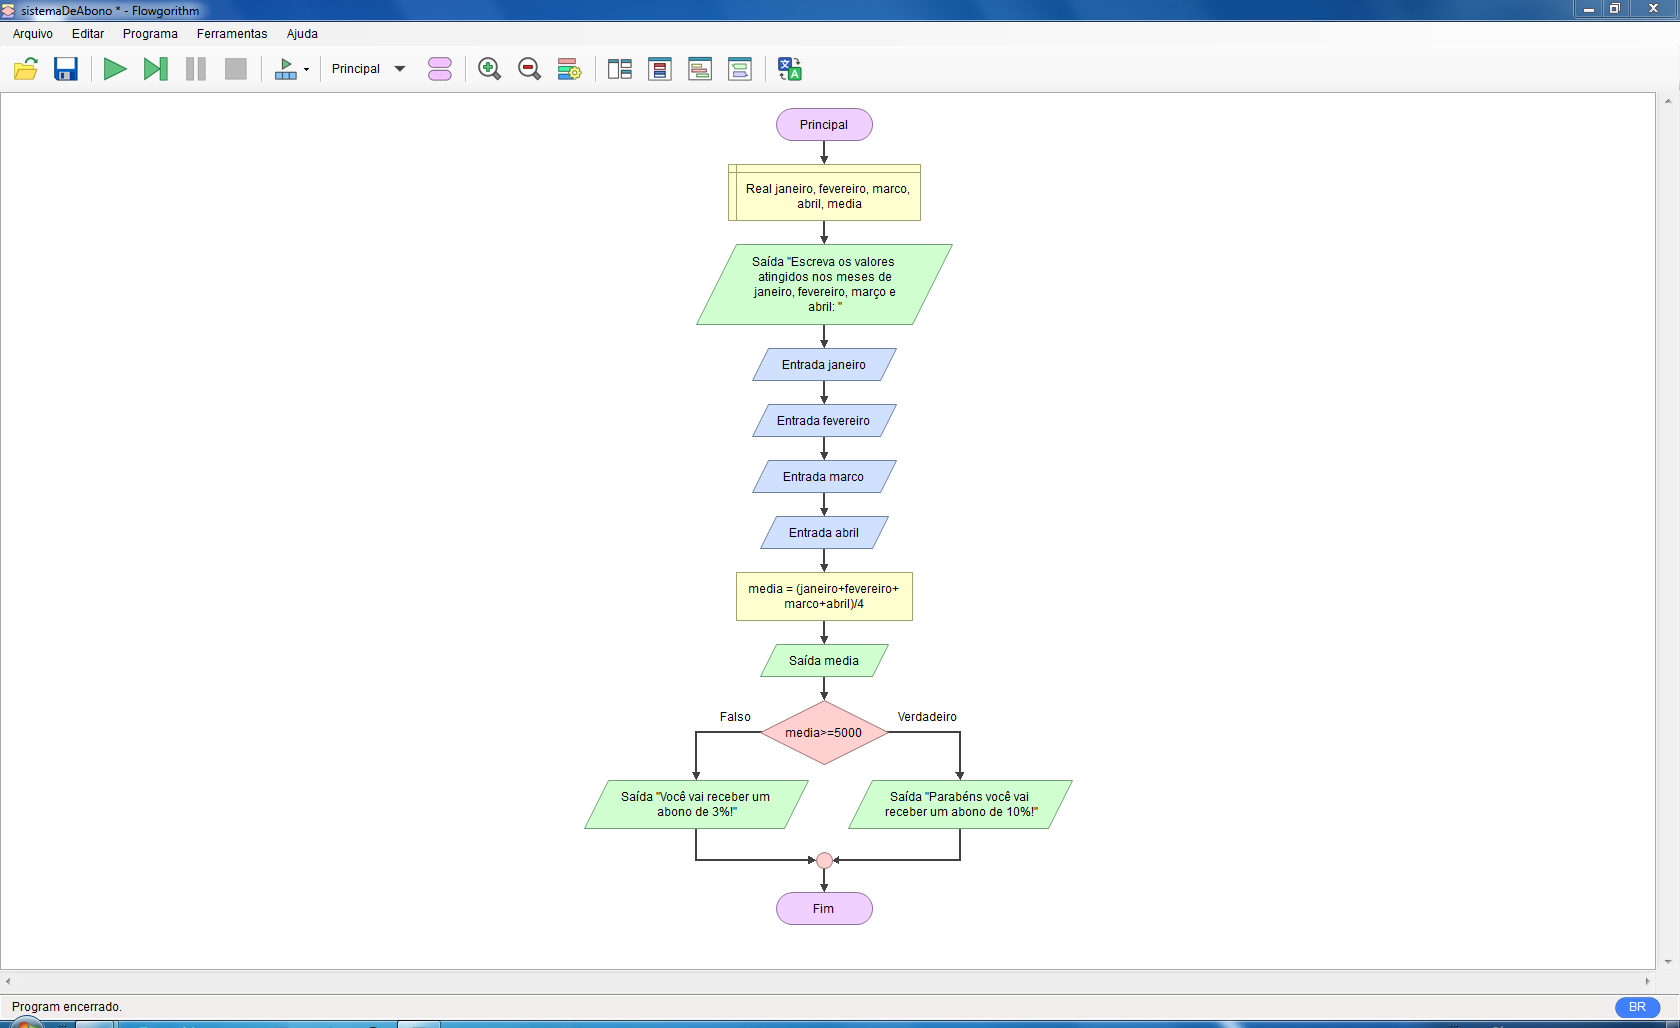 sistemaDeAbono * - Flowgorithm
Arquivo Editar Programa Ferramentas Ajuda
Principal
Principal
Real janeiro, fevereiro, marco,
abril, media
Saída "Escreva os valores
atingidos nos meses de
janeiro, fevereiro, março e
abril: "
Entrada janeiro
Entrada fevereiro
Entrada marco
Entrada abril
media = (janeiro+fevereiro+
marco+abril)/4
Saída media
Falso
Verdadeiro
media>=5000
Saída "Você vai receber um
abono de 3%!"
Saída "Parabéns você vai
receber um abono de 10%!"
Fim
Program encerrado.
BR